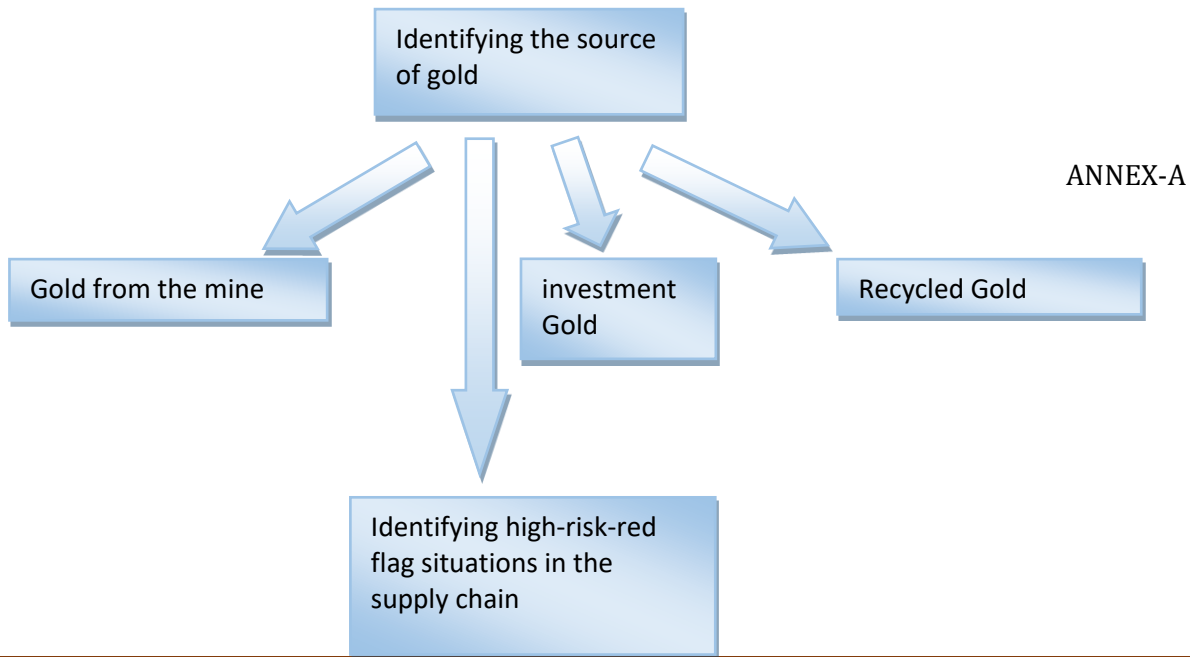 Identifying the source
of gold
ANNEX-A
Gold from the mine
investment
Gold
Recycled Gold
Identifying high-risk-red
flag situations in the
supply chain